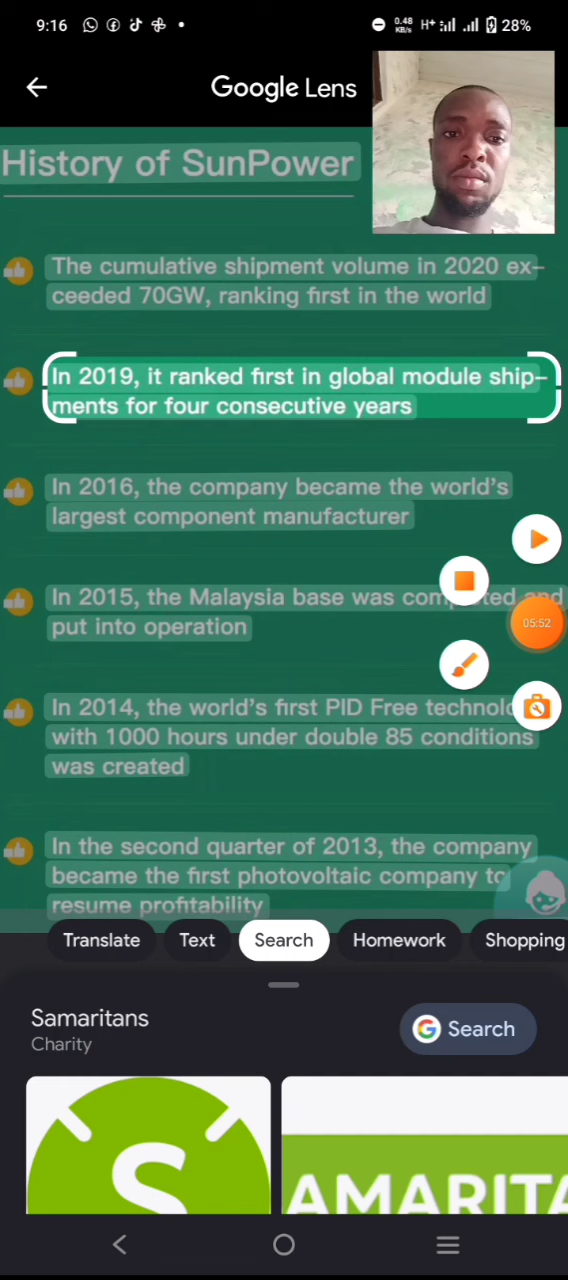 9:16
0.48
KB/s
H+
28%
Google Lens
History of SunPower
The cumulative shipment volume in 2020 ex-
ceeded 70GW, ranking first in the world
In 2019, it ranked first in global module ship-
ments for four consecutive years
In 2016, the company became the world's
largest component manufacturer
In 2015, the Malaysia base was and
put into operation
05:52
In 2014, the world's first PID Free
with 1000 hours under double 85 conditions
was created
In the second quarter of 2013, the company
became the first photovoltaic company to
resume profitability
Translate Text Search Homework Shopping
Samaritans
Charity
G Search
S
AMARITA